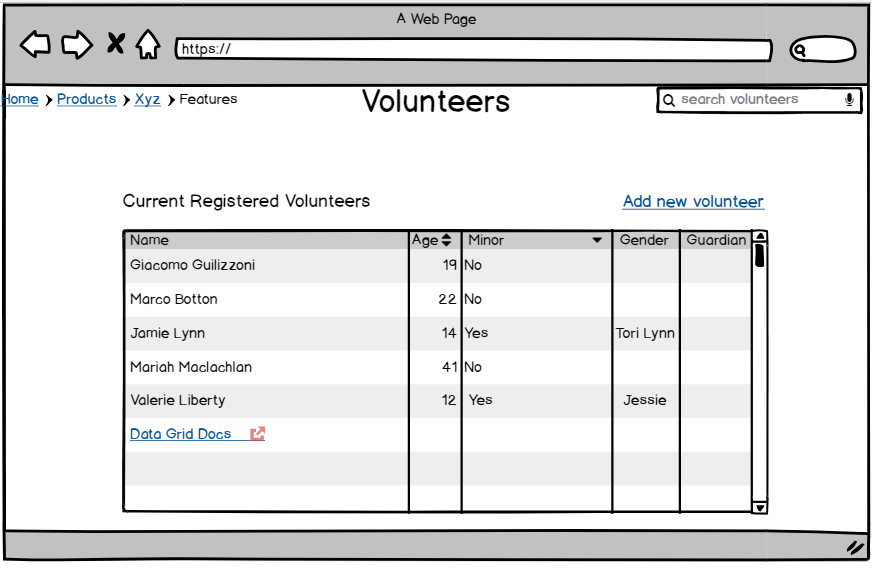 A Web Page
https://
Home Products Xyz Features
Volunteers
search volunteers
Current Registered Volunteers
Add new volunteer
Name Age Minor Gender Guardian
Giacomo Guilizzoni 19 No
Marco Botton 22 No
Jamie Lynn 14 Yes Tori Lynn
Mariah Maclachlan 41 No
Valerie Liberty 12 Yes Jessie
Data Grid Docs